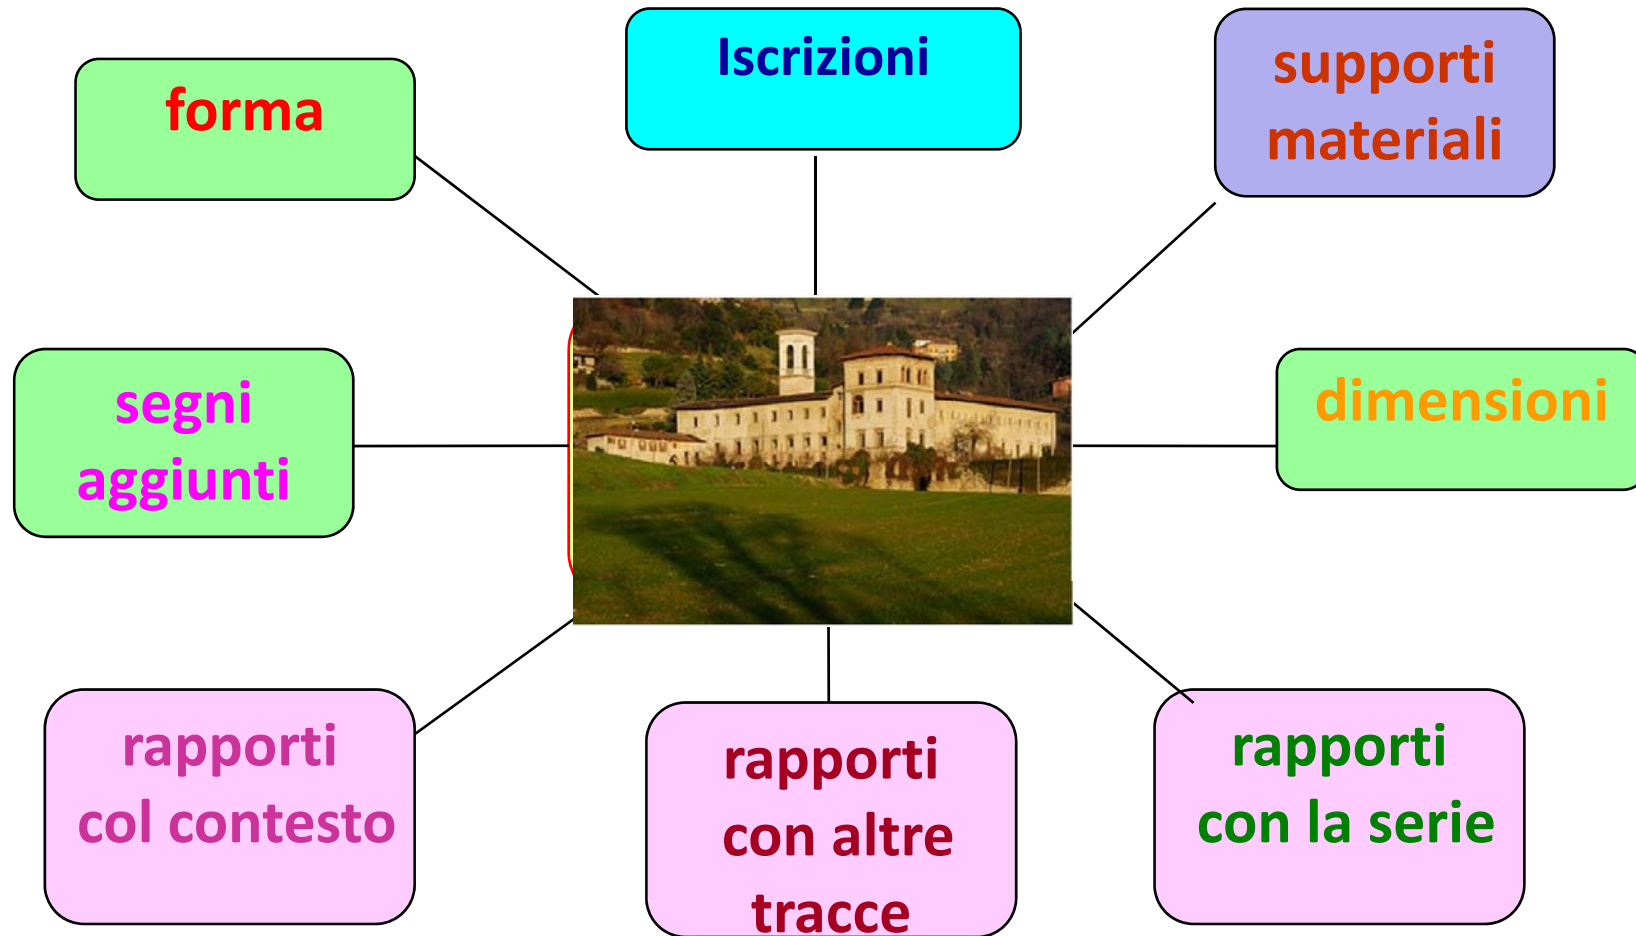 forma
Iscrizioni
supporti
materiali
segni
aggiunti
dimensioni
rapporti
col contesto
rapporti
con altre
tracce
rapporti
con la serie